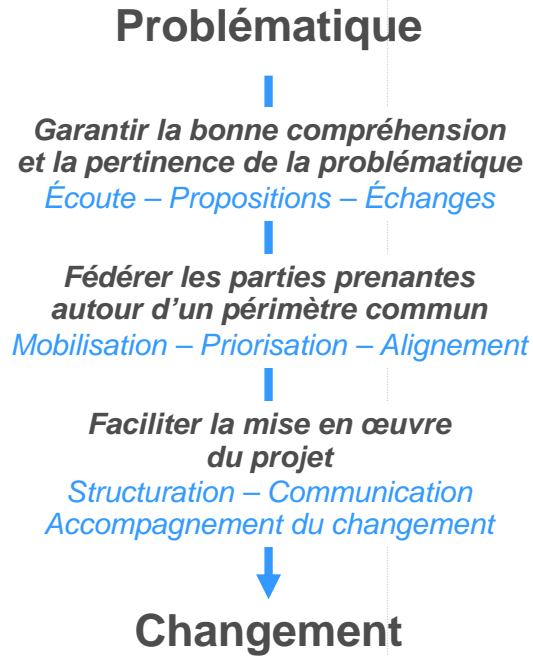 Problématique
Garantir la bonne compréhension
et la pertinence de la problématique
Écoute – Propositions – Échanges
Fédérer les parties prenantes
autour d’un périmètre commun
Mobilisation – Priorisation – Alignement
Faciliter la mise en œuvre
du projet
Structuration – Communication
Accompagnement du changement
Changement